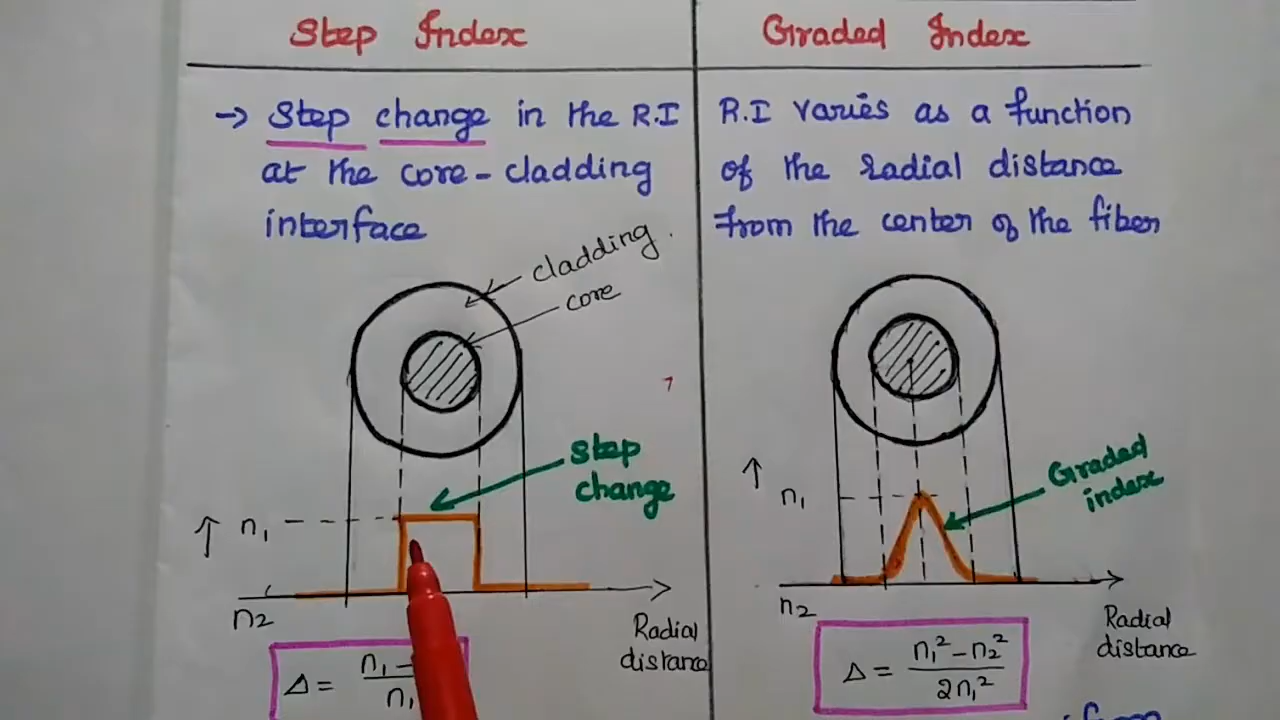 Step Index
→ Step change in the R.I
at the core-cladding
interface
cladding.
core
Step
change
↑ n₁
n₂
Radial
distance
Δ = n₁ -
n₁
Graded Index
R.I varies as a function
of the radial distance
from the center of the fiber
Graded
index
↑ n₁
n₂
Radial
distance
Δ = n₁² - n₂²
2n₁²